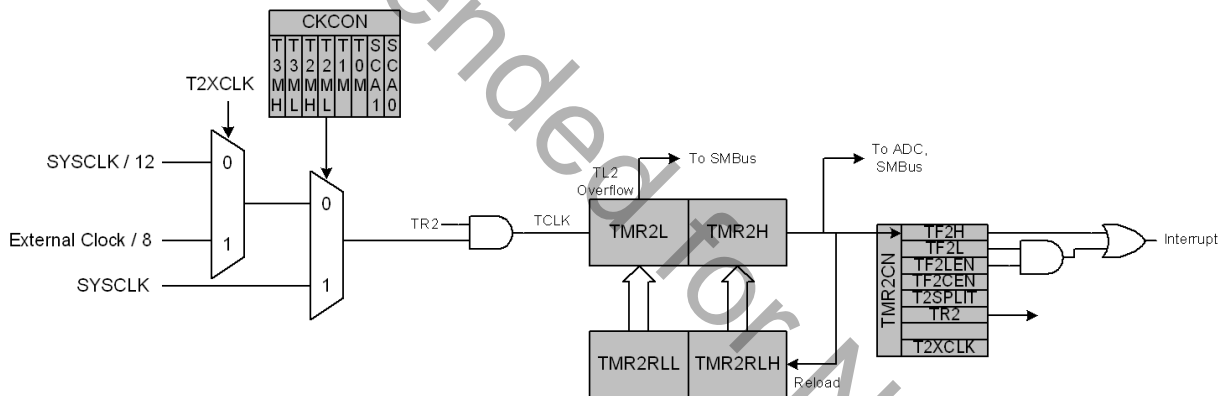 CKCON
T3MH T3ML T2MH T2ML T1M T0M SCA1 SCA0
T2XCLK
SYSCLK / 12
0
External Clock / 8
1
SYSCLK
0
1
TR2
TCLK
TL2
Overflow
To SMBus
To ADC,
SMBus
TMR2L
TMR2H
TMR2RLL
TMR2RLH
Reload
TMR2CN
TF2H
TF2L
TF2LEN
TF2CEN
T2SPLIT
TR2
T2XCLK
Interrupt
ended for N